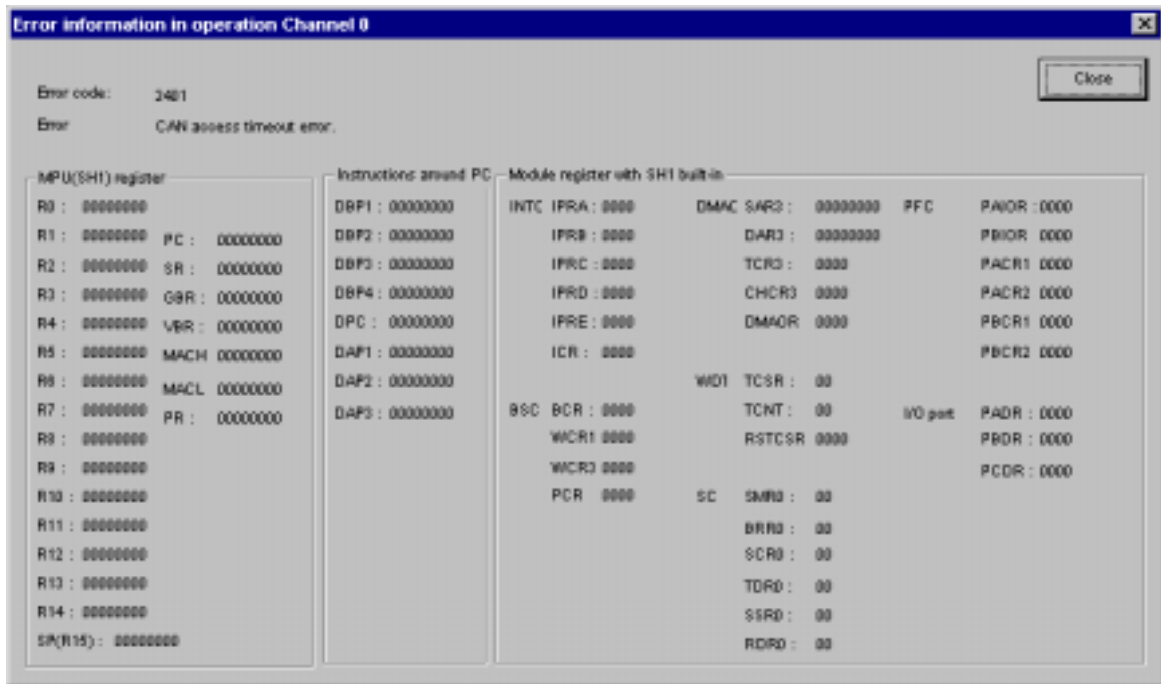 Error information in operation Channel 0
Close
Error code: 2401
Error CAN access timeout error.
MPU(SH1) register
R0 : 00000000
R1 : 00000000 PC : 00000000
R2 : 00000000 SR : 00000000
R3 : 00000000 GBR : 00000000
R4 : 00000000 VBR : 00000000
R5 : 00000000 MACH 00000000
R6 : 00000000 MACL 00000000
R7 : 00000000 PR : 00000000
R8 : 00000000
R9 : 00000000
R10 : 00000000
R11 : 00000000
R12 : 00000000
R13 : 00000000
R14 : 00000000
SP(R15) : 00000000
Instructions around PC
DBP1 : 00000000
DBP2 : 00000000
DBP3 : 00000000
DBP4 : 00000000
DPC : 00000000
DAP1 : 00000000
DAP2 : 00000000
DAP3 : 00000000
Module register with SH1 built-in
INTC IPRA : 0000 DMAC SAR3 : 00000000 PFC PAIOR : 0000
IPRB : 0000 DAR3 : 00000000 PBIOR 0000
IPRC : 0000 TCR3 : 0000 PACR1 0000
IPRD : 0000 CHCR3 0000 PACR2 0000
IPRE : 0000 DMAOR 0000 PBCR1 0000
ICR : 0000 PBCR2 0000
WDT TCSR : 00
BSC BCR : 0000 TCNT : 00 I/O port PADR : 0000
WCR1 0000 RSTCSR 0000 PBDR : 0000
WCR3 0000 PCDR : 0000
PCR 0000 SC SMR0 : 00
BRR0 : 00
SCR0 : 00
TDR0 : 00
SSR0 : 00
RDR0 : 00